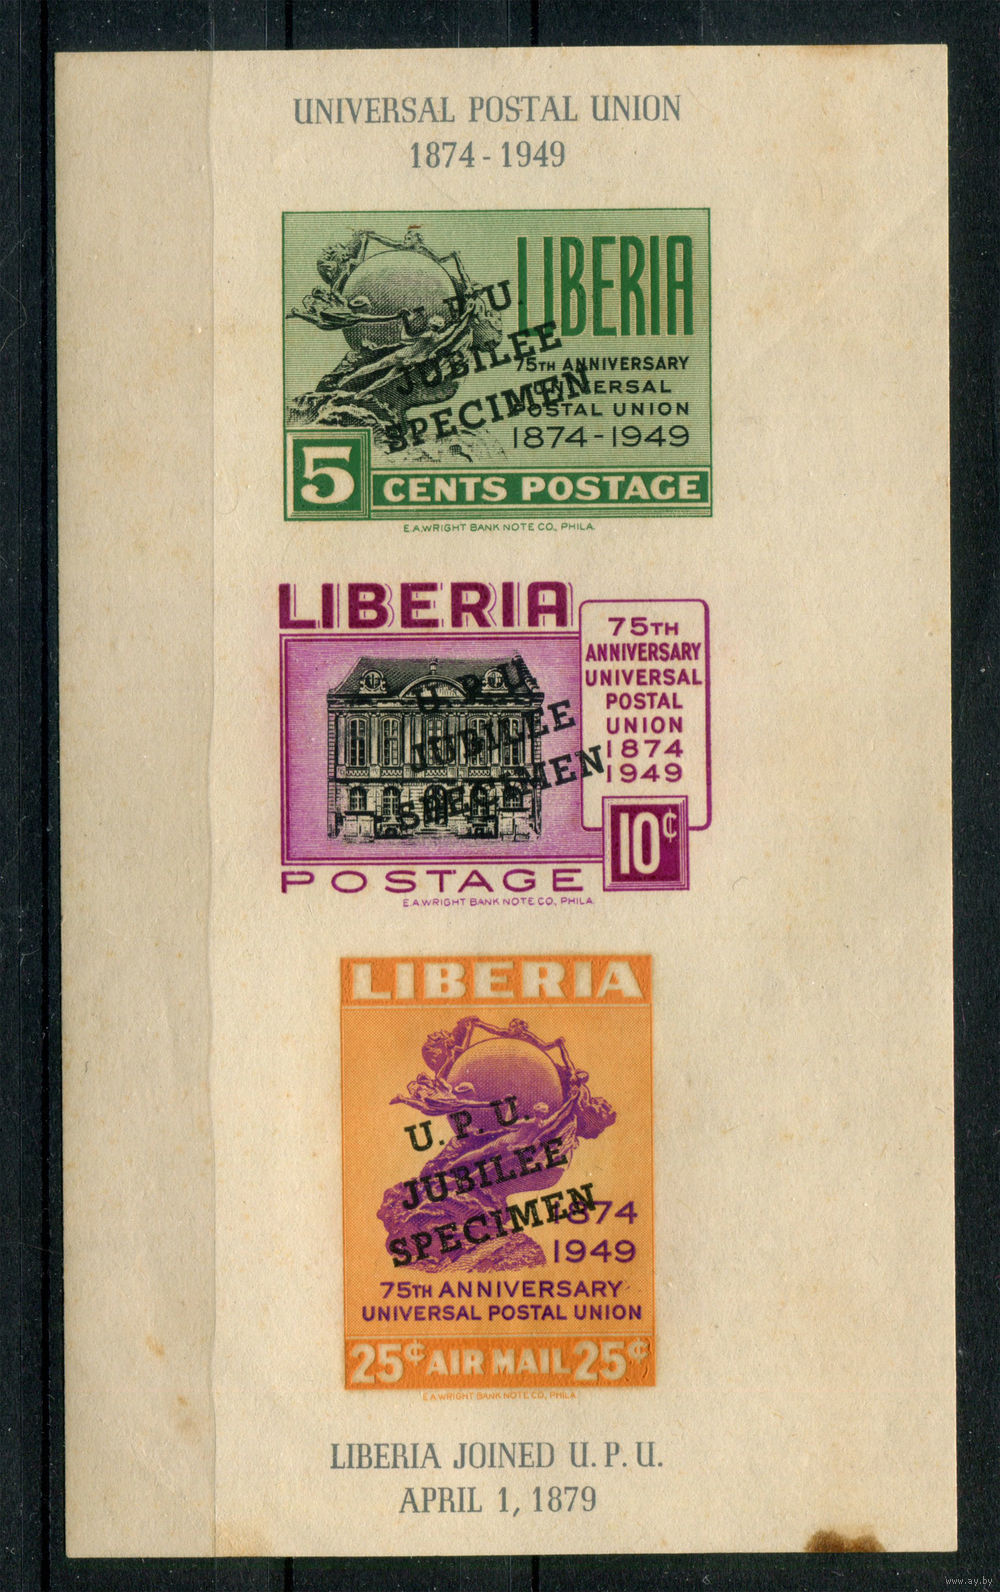 UNIVERSAL POSTAL UNION
1874 - 1949
LIBERIA
U. P. U.
JUBILEE
SPECIMEN
75TH ANNIVERSARY
UNIVERSAL
POSTAL UNION
1874-1949
5
CENTS POSTAGE
E.A.WRIGHT BANK NOTE CO., PHILA.
LIBERIA
75TH
ANNIVERSARY
UNIVERSAL
POSTAL
UNION
1874
1949
U. P. U.
JUBILEE
SPECIMEN
10¢
POSTAGE
E.A.WRIGHT BANK NOTE CO., PHILA.
LIBERIA
U. P. U.
JUBILEE
SPECIMEN
1874
1949
75TH ANNIVERSARY
UNIVERSAL POSTAL UNION
25¢ AIR MAIL 25¢
E.A.WRIGHT BANK NOTE CO., PHILA.
LIBERIA JOINED U. P. U.
APRIL 1, 1879
www.ay.by